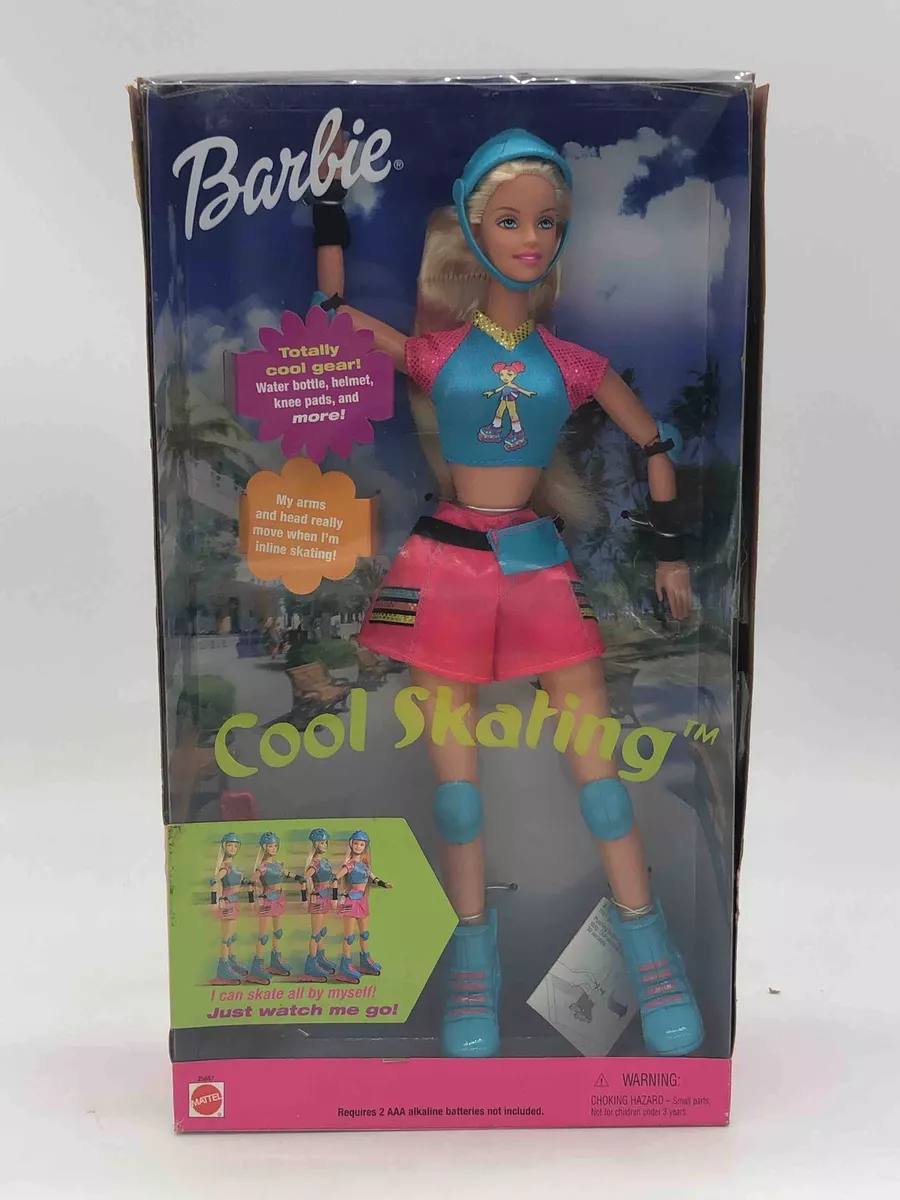 Barbie®
Totally
cool gear!
Water bottle, helmet,
knee pads, and
more!
My arms
and head really
move when I'm
inline skating!
Cool Skating™
I can skate all by myself!
Just watch me go!
MATTEL
®
Requires 2 AAA alkaline batteries not included.
⚠ WARNING:
CHOKING HAZARD – Small parts.
Not for children under 3 years.